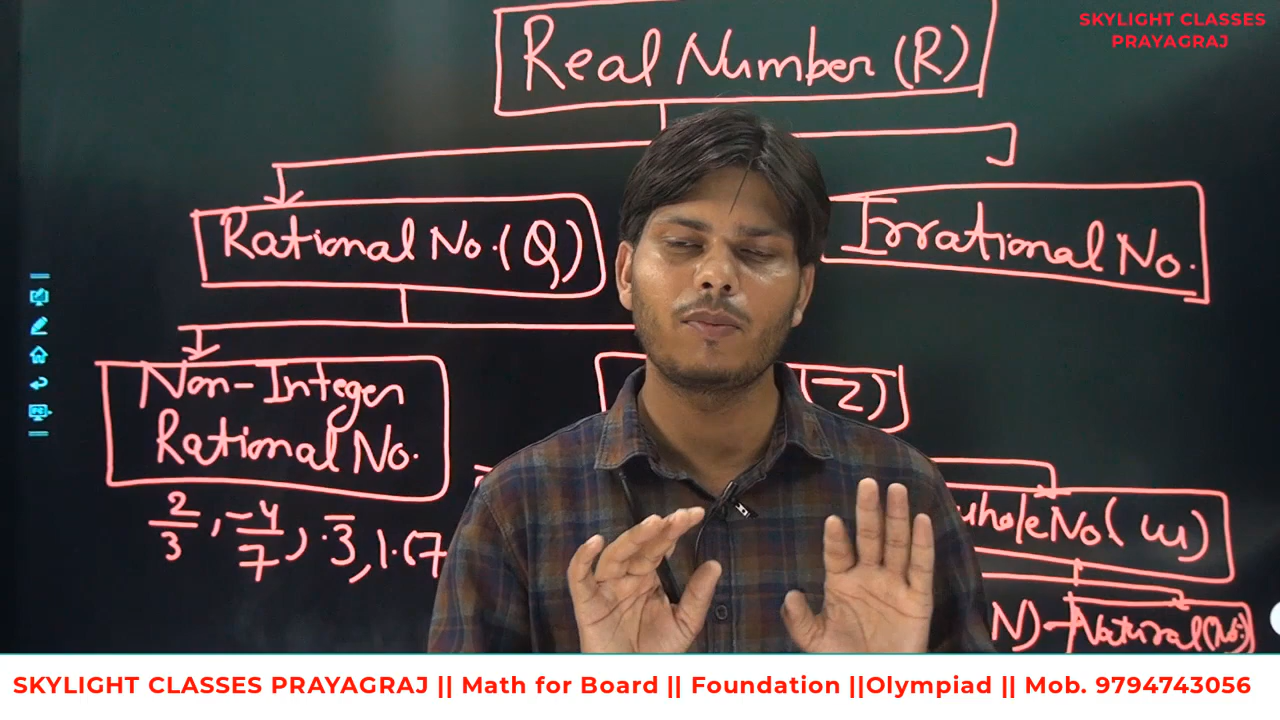 SKYLIGHT CLASSES
PRAYAGRAJ
Real Number (R)
Rational No. (Q)
Irrational No.
Non-Integer
Rational No.
(Z)
2/3, -4/7, .3̅, 1.(7
whole No (W)
N) - Natural (No.)
SKYLIGHT CLASSES PRAYAGRAJ || Math for Board || Foundation ||Olympiad || Mob. 9794743056